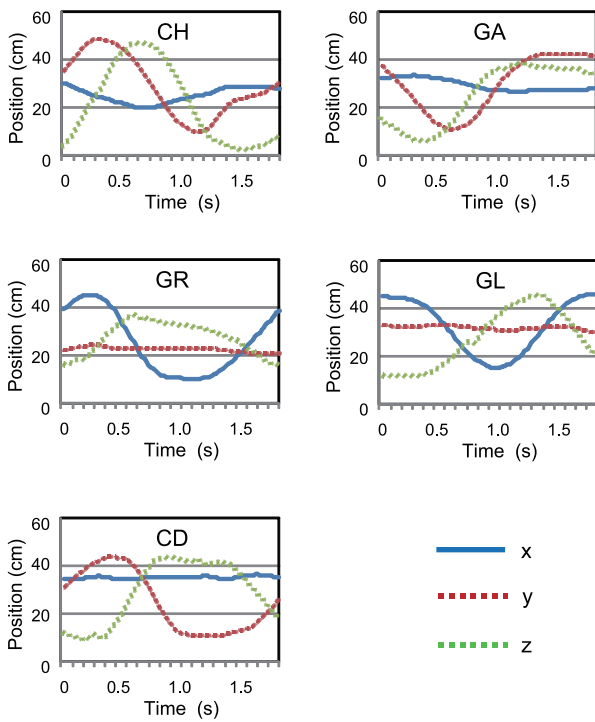 CH
Position (cm)
60
40
20
0
0 0.5 1.0 1.5
Time (s)
GA
Position (cm)
60
40
20
0
0 0.5 1.0 1.5
Time (s)
GR
Position (cm)
60
40
20
0
0 0.5 1.0 1.5
Time (s)
GL
Position (cm)
60
40
20
0
0 0.5 1.0 1.5
Time (s)
CD
Position (cm)
60
40
20
0
0 0.5 1.0 1.5
Time (s)
x
y
z